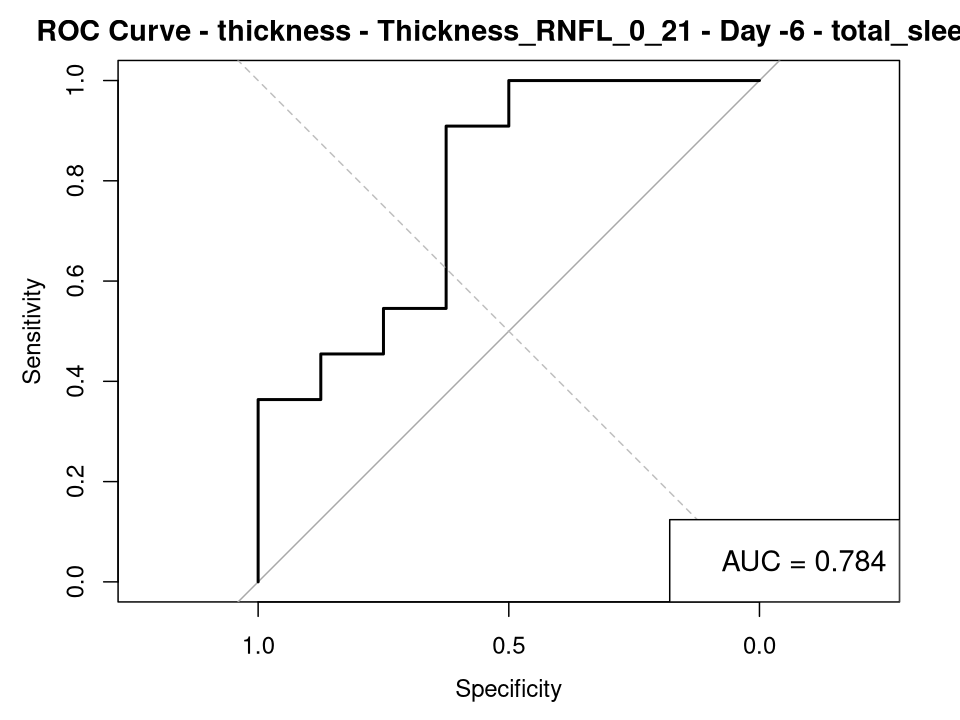 ROC Curve - thickness - Thickness_RNFL_0_21 - Day -6 - total_slee
1.0
0.8
0.6
0.4
0.2
0.0
Sensitivity
AUC = 0.784
1.0 0.5 0.0
Specificity